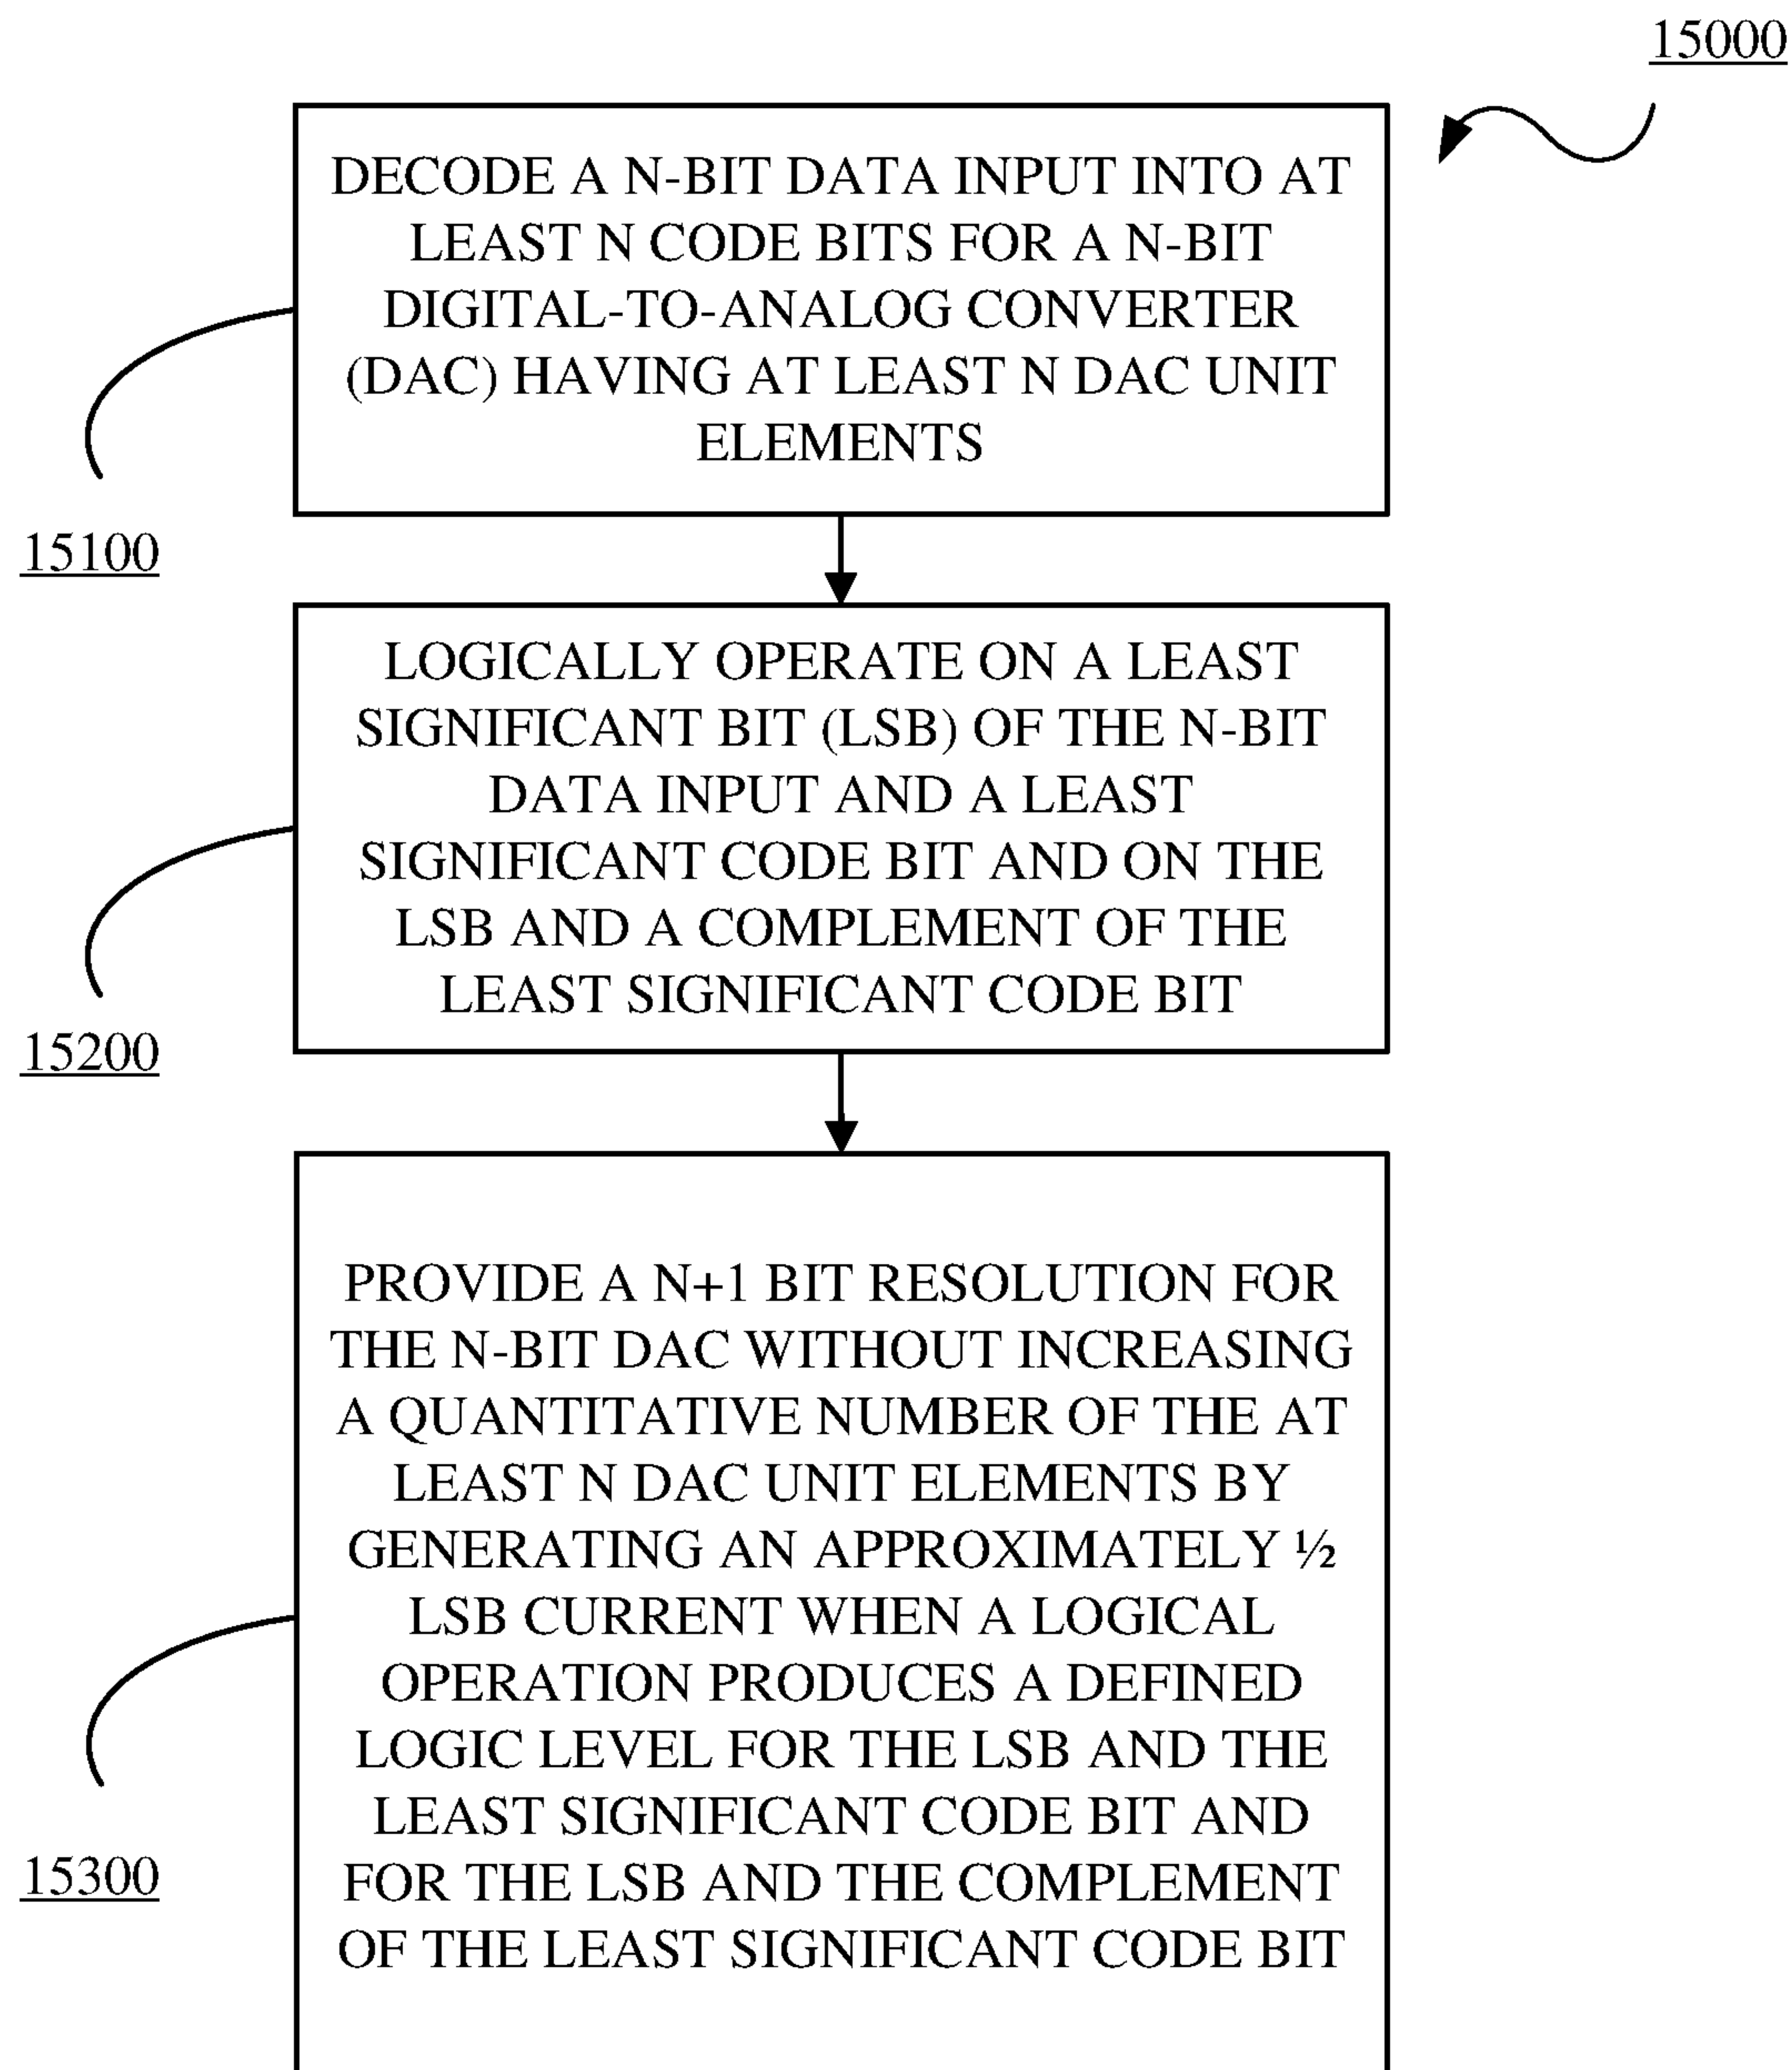 15000
DECODE A N-BIT DATA INPUT INTO AT
LEAST N CODE BITS FOR A N-BIT
DIGITAL-TO-ANALOG CONVERTER
(DAC) HAVING AT LEAST N DAC UNIT
ELEMENTS
15100
LOGICALLY OPERATE ON A LEAST
SIGNIFICANT BIT (LSB) OF THE N-BIT
DATA INPUT AND A LEAST
SIGNIFICANT CODE BIT AND ON THE
LSB AND A COMPLEMENT OF THE
LEAST SIGNIFICANT CODE BIT
15200
PROVIDE A N+1 BIT RESOLUTION FOR
THE N-BIT DAC WITHOUT INCREASING
A QUANTITATIVE NUMBER OF THE AT
LEAST N DAC UNIT ELEMENTS BY
GENERATING AN APPROXIMATELY ½
LSB CURRENT WHEN A LOGICAL
OPERATION PRODUCES A DEFINED
LOGIC LEVEL FOR THE LSB AND THE
LEAST SIGNIFICANT CODE BIT AND
FOR THE LSB AND THE COMPLEMENT
OF THE LEAST SIGNIFICANT CODE BIT
15300